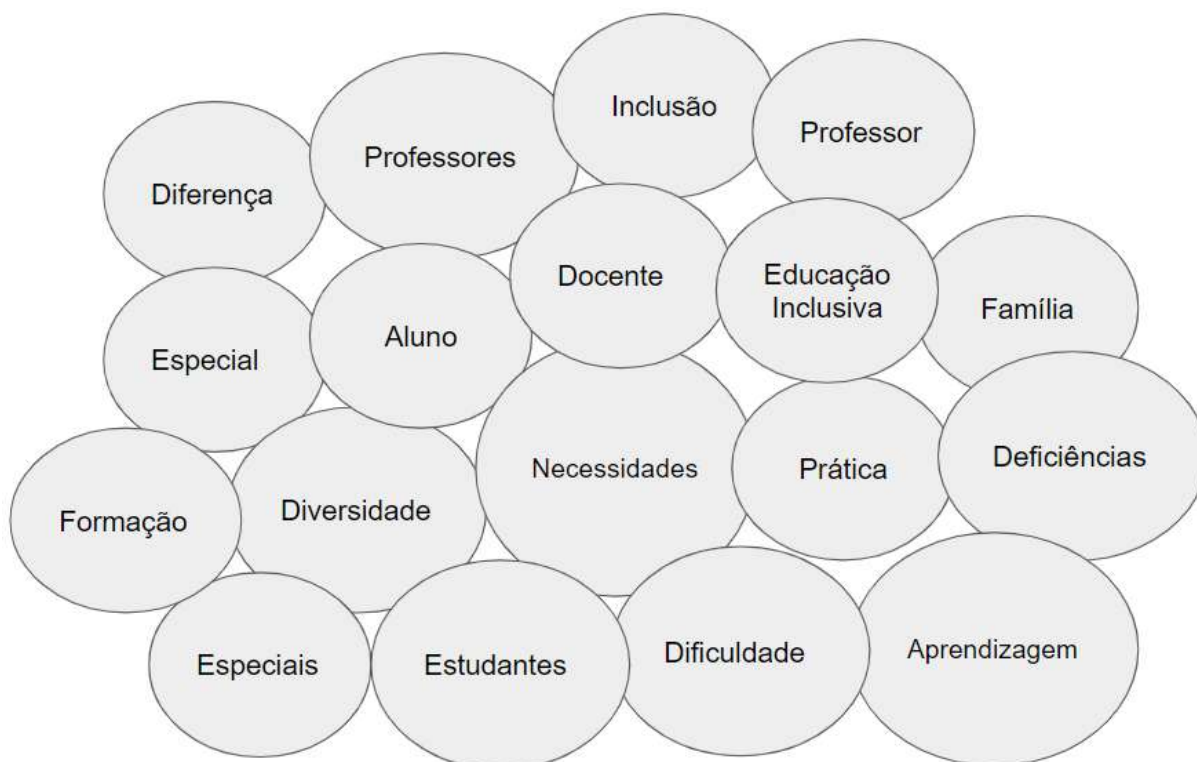 Inclusão
Professor
Professores
Diferença
Docente
Educação
Inclusiva
Família
Aluno
Especial
Necessidades
Prática
Deficiências
Diversidade
Formação
Especiais
Estudantes
Dificuldade
Aprendizagem